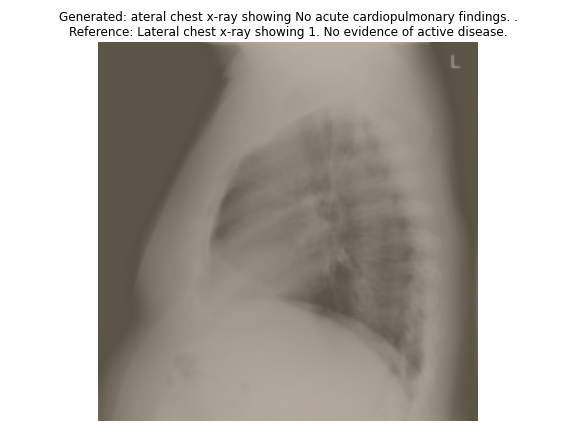 Generated: ateral chest x-ray showing No acute cardiopulmonary findings. .
Reference: Lateral chest x-ray showing 1. No evidence of active disease.
L